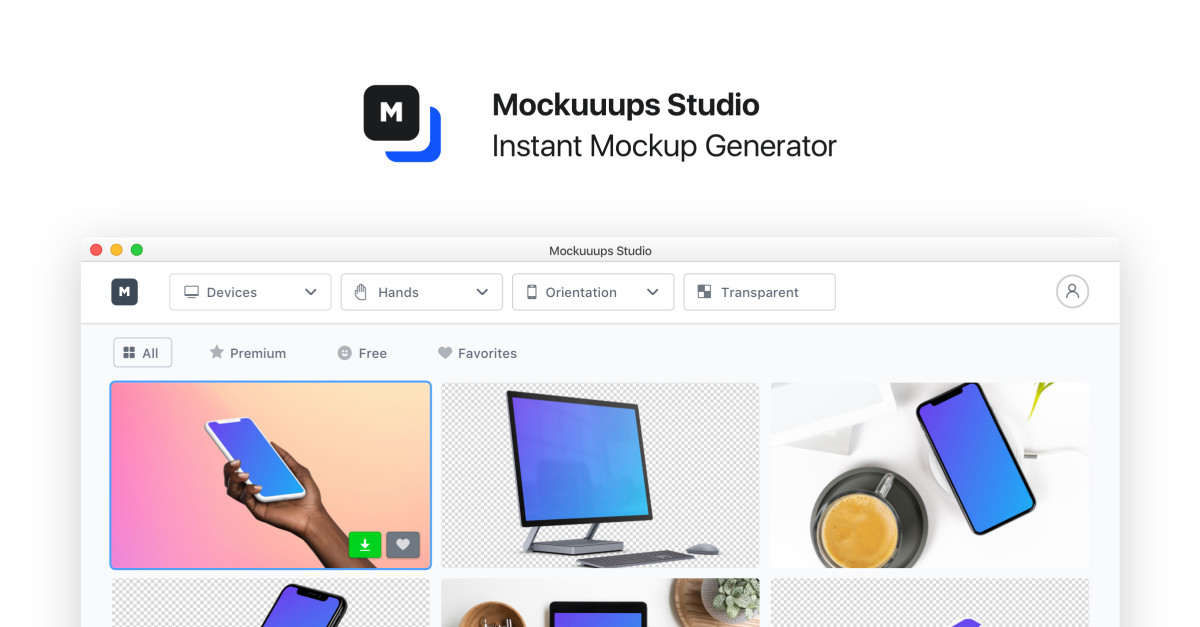 M
Mockuuups Studio
Instant Mockup Generator
Mockuuups Studio
M
Devices
Hands
Orientation
Transparent
All
Premium
Free
Favorites